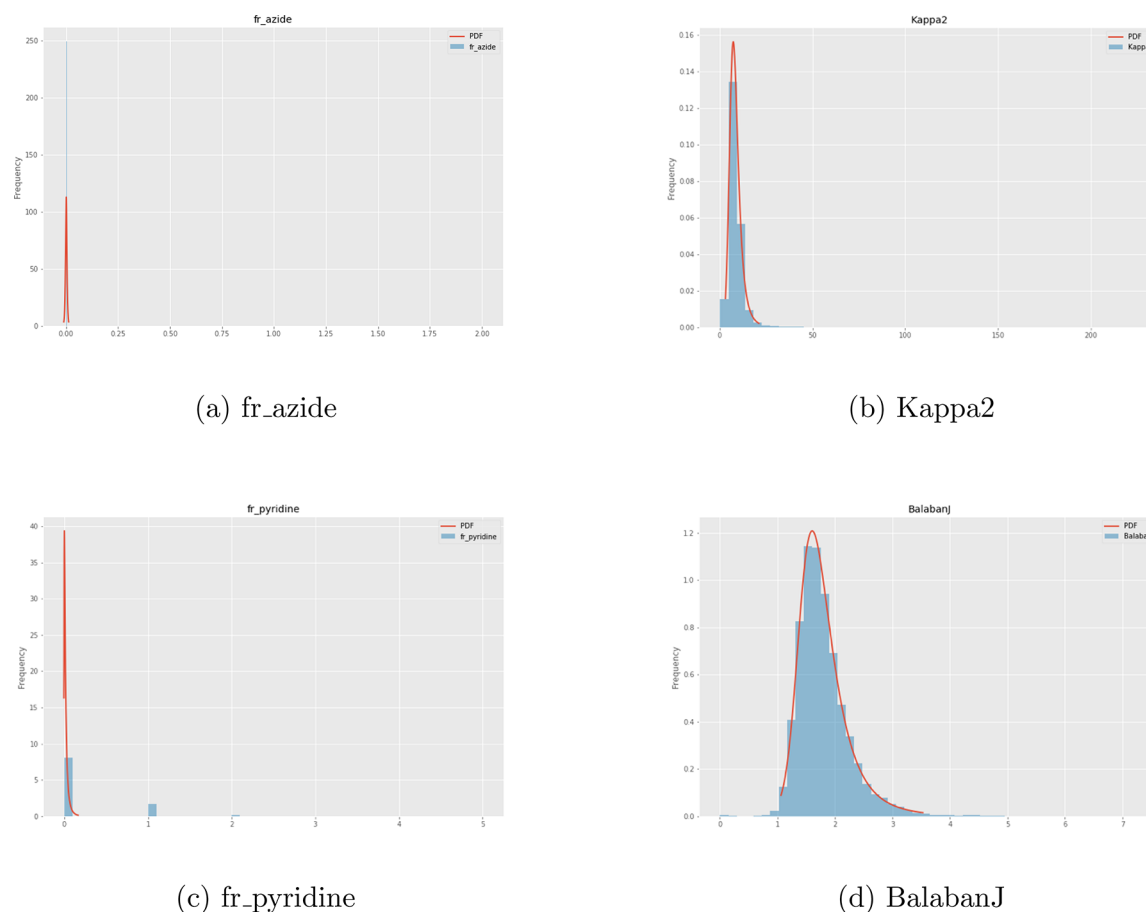 fr_azide
PDF
fr_azide
250
200
150
100
50
0
Frequency
0.00 0.25 0.50 0.75 1.00 1.25 1.50 1.75 2.00
(a) fr_azide
Kappa2
PDF
Kapp
0.16
0.14
0.12
0.10
0.08
0.06
0.04
0.02
0.00
Frequency
0 50 100 150 200
(b) Kappa2
fr_pyridine
PDF
fr_pyridine
40
35
30
25
20
15
10
5
0
Frequency
0 1 2 3 4 5
(c) fr_pyridine
BalabanJ
PDF
Balaba
1.2
1.0
0.8
0.6
0.4
0.2
0.0
Frequency
0 1 2 3 4 5 6 7
(d) BalabanJ